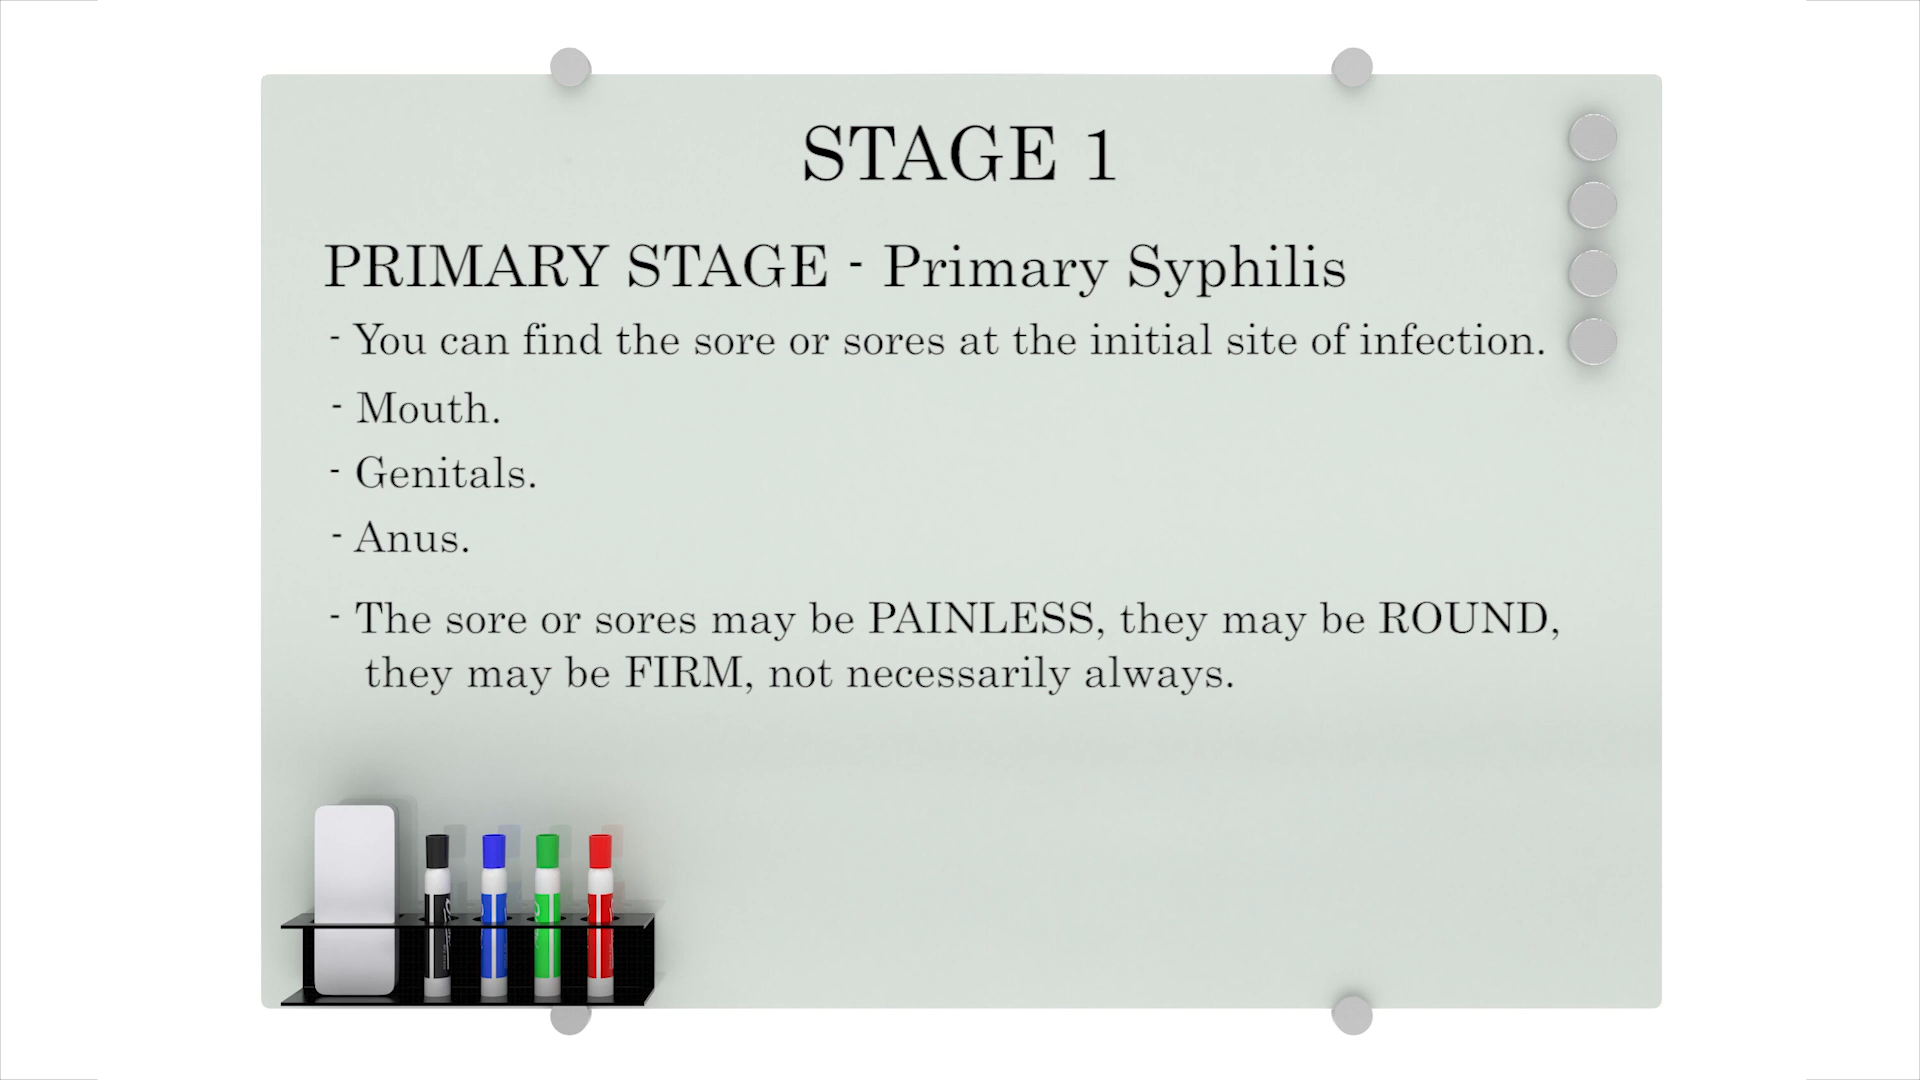 STAGE 1
PRIMARY STAGE - Primary Syphilis
- You can find the sore or sores at the initial site of infection.
- Mouth.
- Genitals.
- Anus.
- The sore or sores may be PAINLESS, they may be ROUND,
they may be FIRM, not necessarily always.